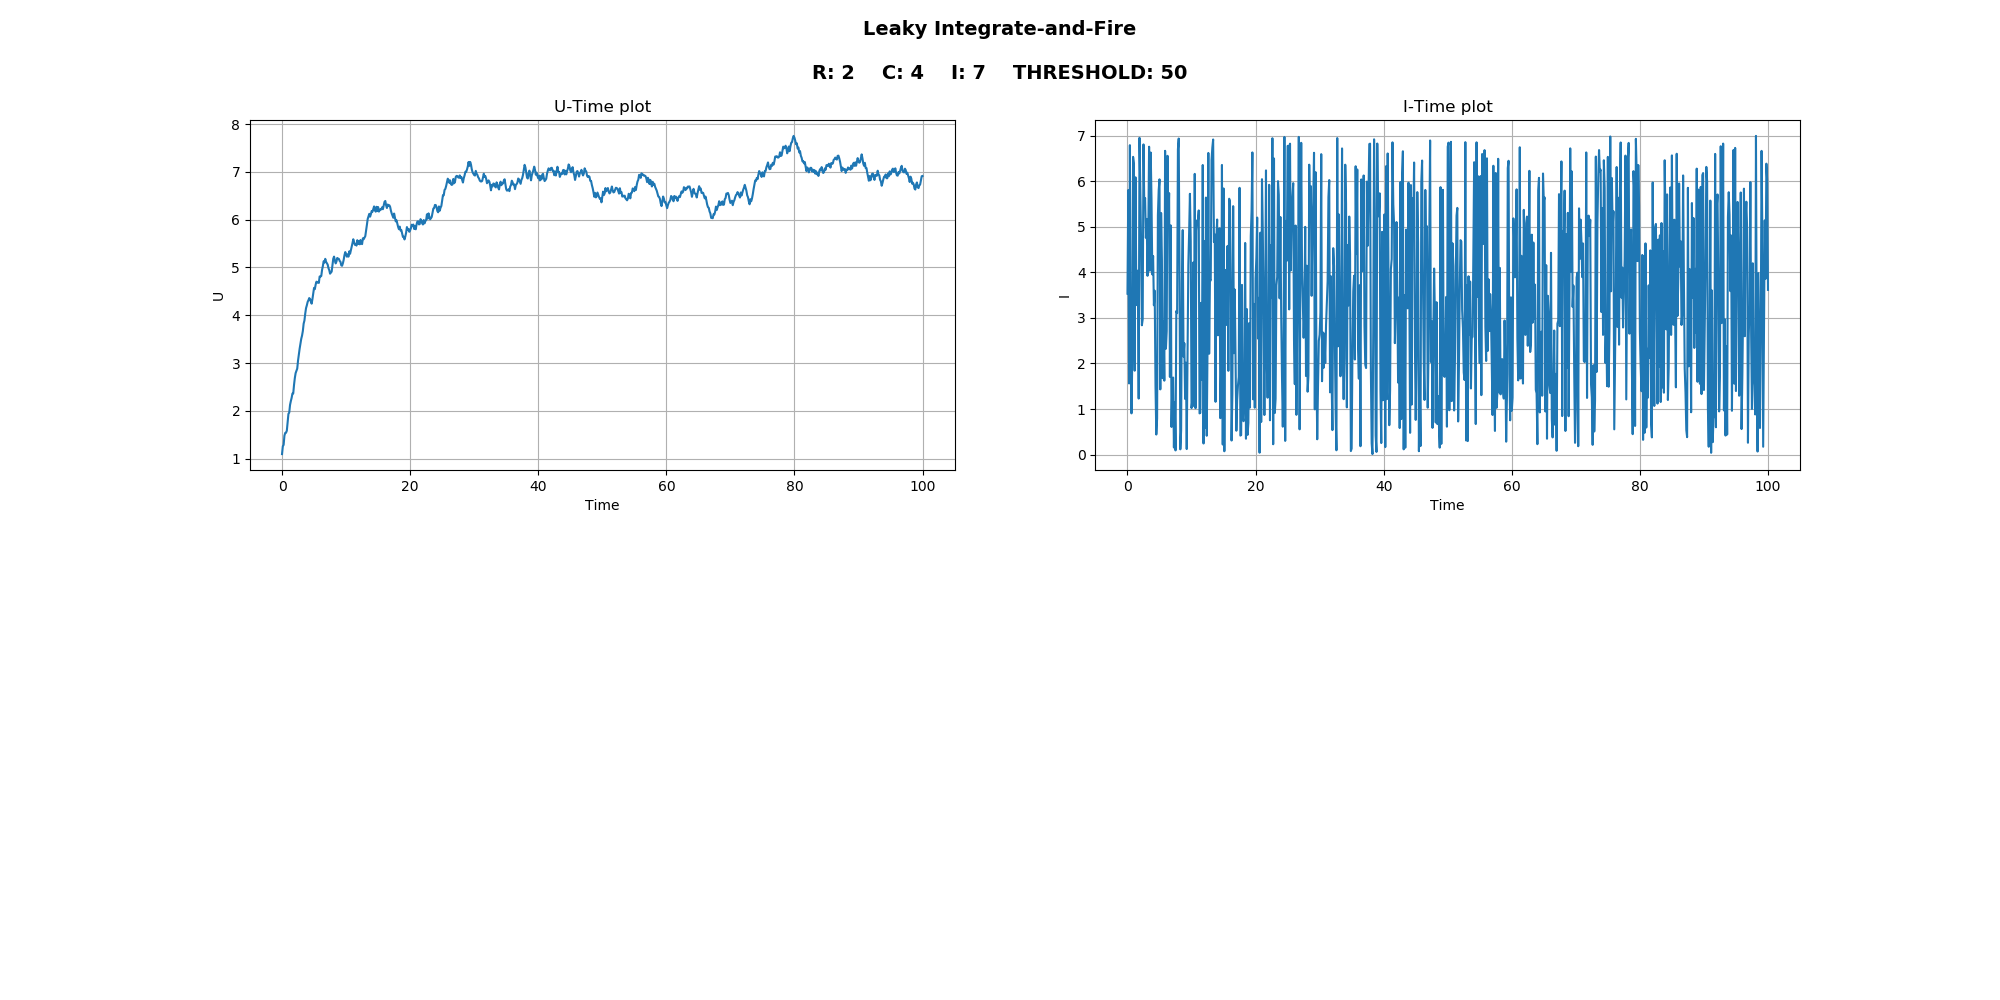 Leaky Integrate-and-Fire
R: 2    C: 4    I: 7    THRESHOLD: 50
U-Time plot
8
7
6
5
4
3
2
1
U
0 20 40 60 80 100
Time
I-Time plot
7
6
5
4
3
2
1
0
I
0 20 40 60 80 100
Time